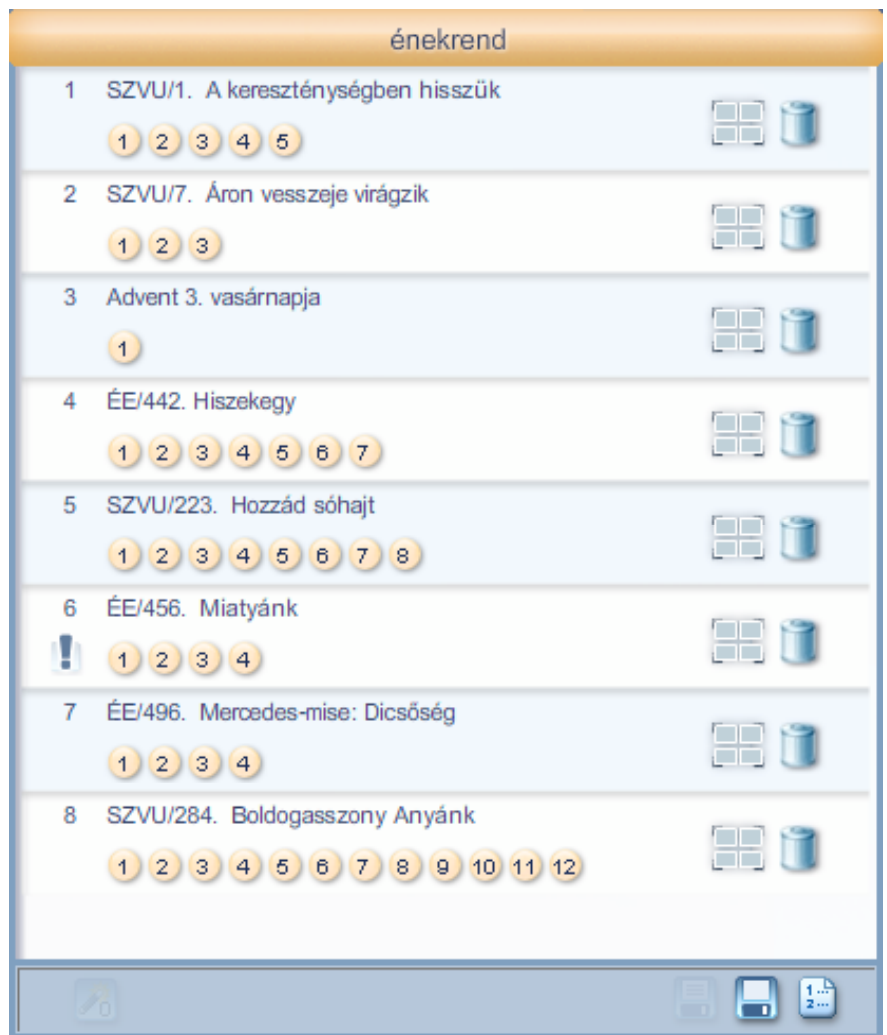 énekrend
1 SZVU/1. A kereszténységben hisszük
1 2 3 4 5
2 SZVU/7. Áron vesszeje virágzik
1 2 3
3 Advent 3. vasárnapja
1
4 ÉE/442. Hiszekegy
1 2 3 4 5 6 7
5 SZVU/223. Hozzád sóhajt
1 2 3 4 5 6 7 8
6 ÉE/456. Miatyánk
! 1 2 3 4
7 ÉE/496. Mercedes-mise: Dicsőség
1 2 3 4
8 SZVU/284. Boldogasszony Anyánk
1 2 3 4 5 6 7 8 9 10 11 12
0
1 ...
2 ...